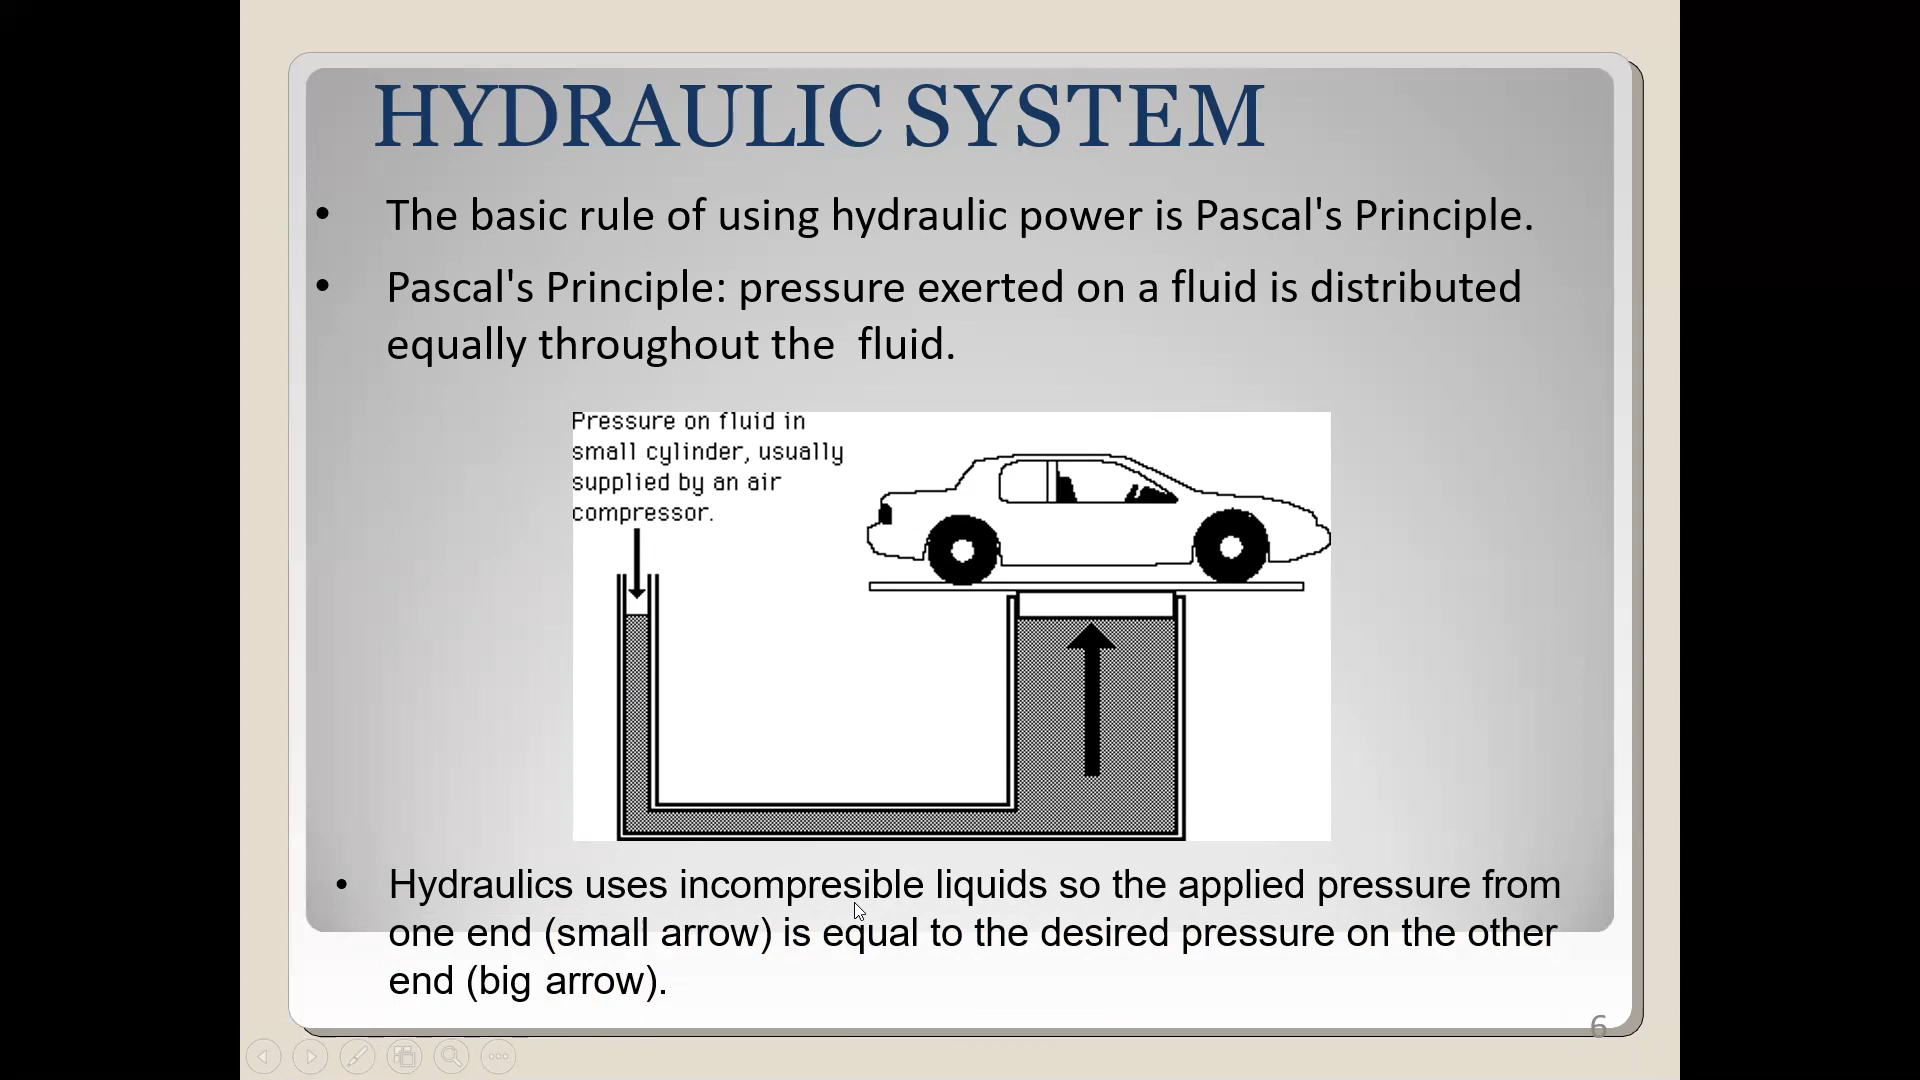 HYDRAULIC SYSTEM
• The basic rule of using hydraulic power is Pascal's Principle.
• Pascal's Principle: pressure exerted on a fluid is distributed
equally throughout the fluid.
Pressure on fluid in
small cylinder, usually
supplied by an air
compressor.
• Hydraulics uses incompresible liquids so the applied pressure from
one end (small arrow) is equal to the desired pressure on the other
end (big arrow).
6